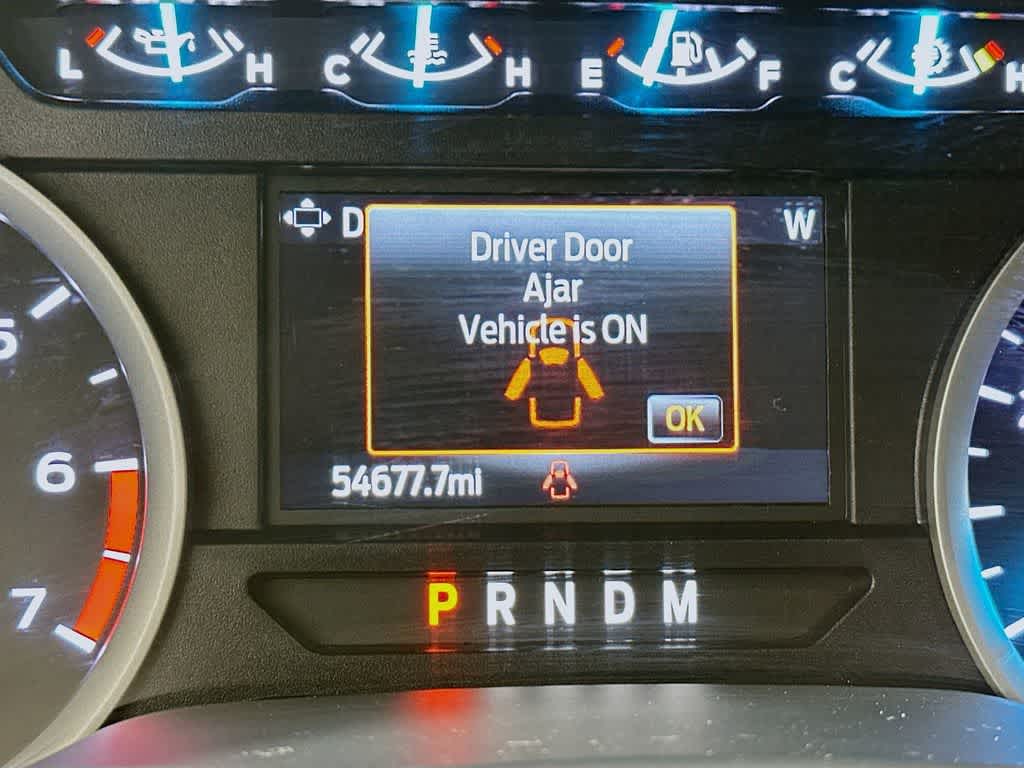 L H C H E F C H
D W
Driver Door
Ajar
Vehicle is ON
OK
54677.7mi
5
6
7
P R N D M